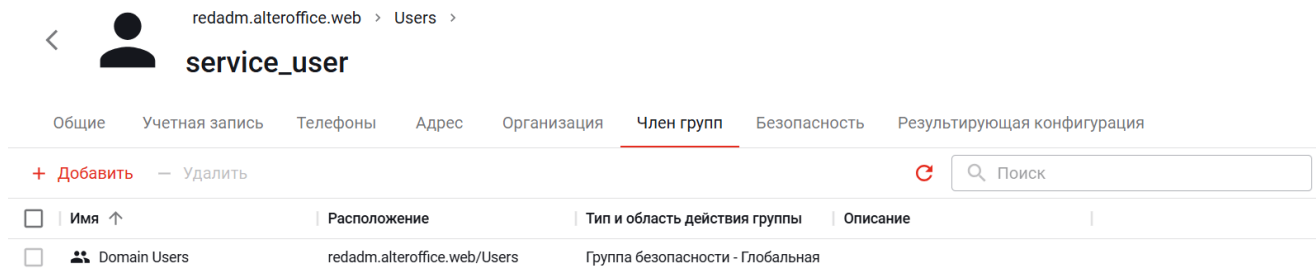 redadm.alteroffice.web > Users >
service_user
Общие Учетная запись Телефоны Адрес Организация Член групп Безопасность Результирующая конфигурация
+ Добавить — Удалить Поиск
Имя ↑ Расположение Тип и область действия группы Описание
Domain Users redadm.alteroffice.web/Users Группа безопасности - Глобальная